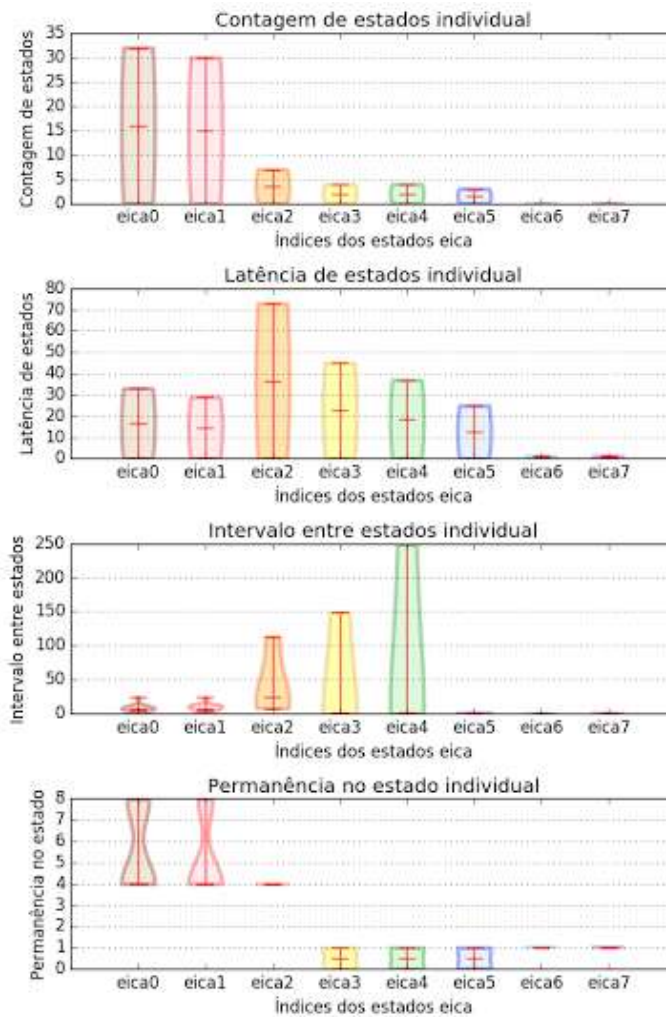 Contagem de estados individual
Contagem de estados
35
30
25
20
15
10
5
0
eica0 eica1 eica2 eica3 eica4 eica5 eica6 eica7
Índices dos estados eica
Latência de estados individual
Latência de estados
80
70
60
50
40
30
20
10
0
eica0 eica1 eica2 eica3 eica4 eica5 eica6 eica7
Índices dos estados eica
Intervalo entre estados individual
Intervalo entre estados
250
200
150
100
50
0
eica0 eica1 eica2 eica3 eica4 eica5 eica6 eica7
Índices dos estados eica
Permanência no estado individual
Permanência no estado
8
7
6
5
4
3
2
1
0
eica0 eica1 eica2 eica3 eica4 eica5 eica6 eica7
Índices dos estados eica